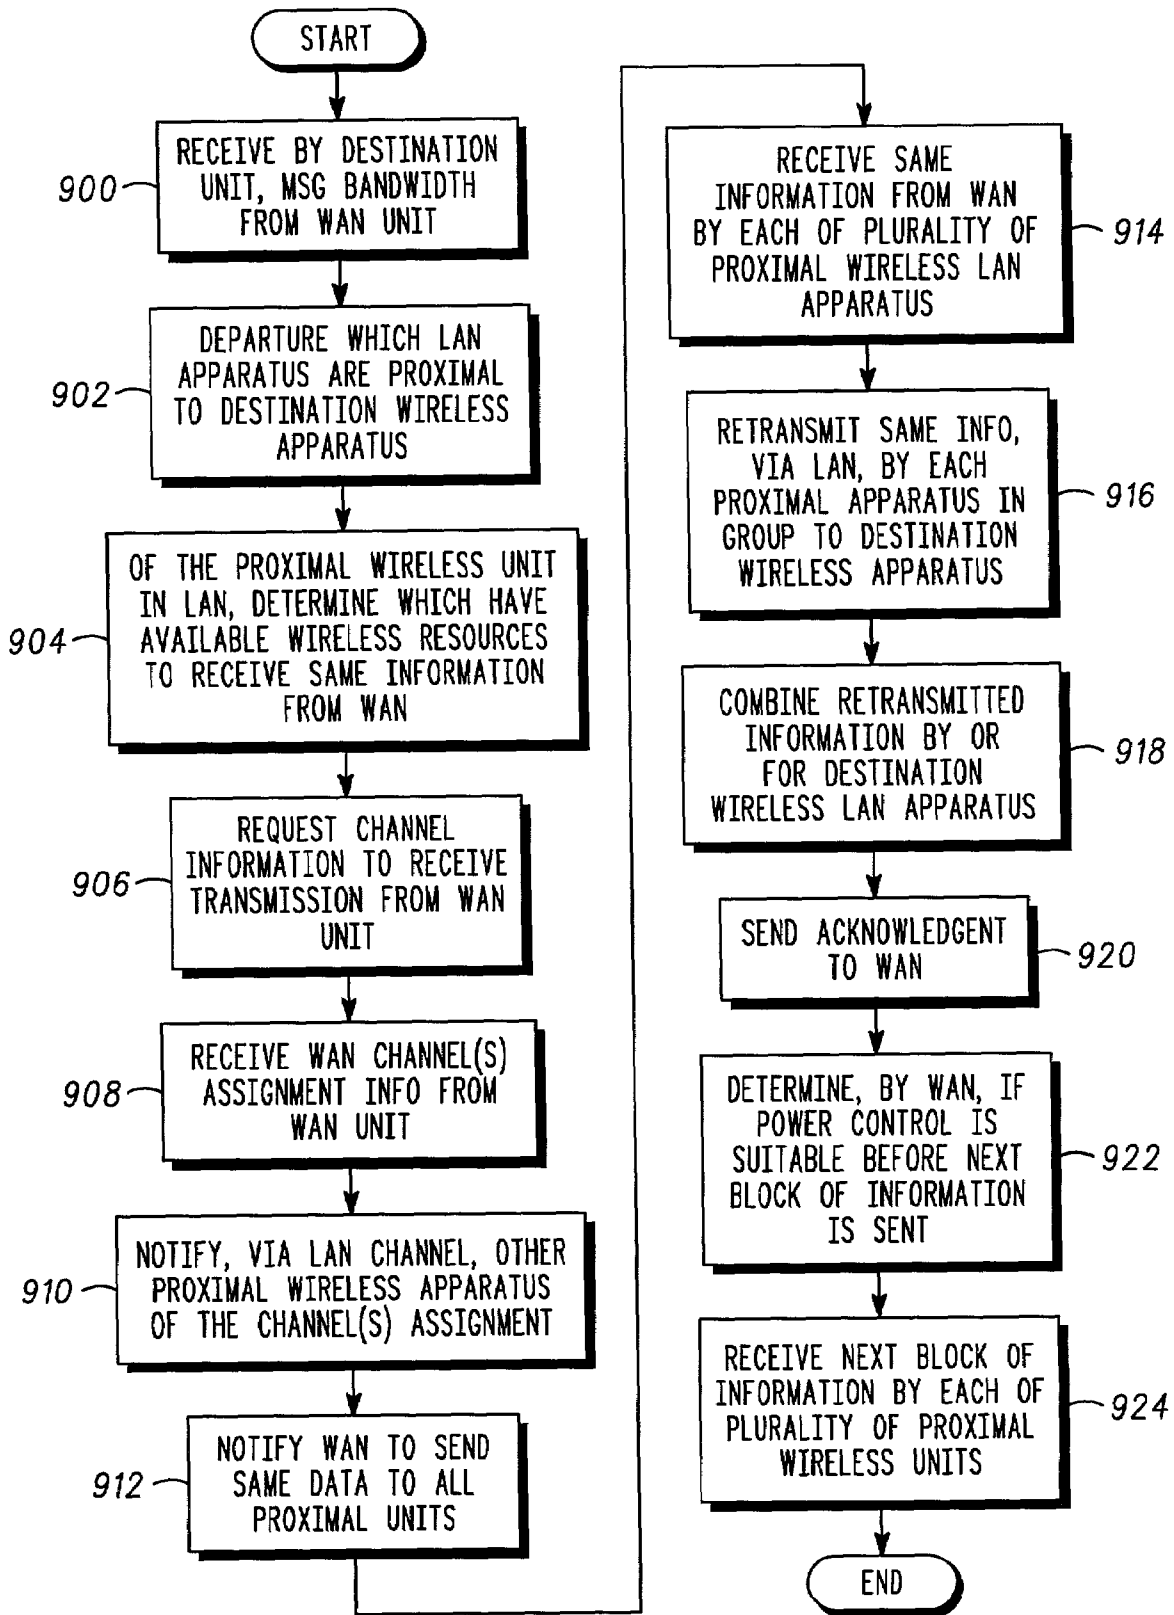 START
RECEIVE BY DESTINATION
UNIT, MSG BANDWIDTH
FROM WAN UNIT
900
DEPARTURE WHICH LAN
APPARATUS ARE PROXIMAL
TO DESTINATION WIRELESS
APPARATUS
902
OF THE PROXIMAL WIRELESS UNIT
IN LAN, DETERMINE WHICH HAVE
AVAILABLE WIRELESS RESOURCES
TO RECEIVE SAME INFORMATION
FROM WAN
904
REQUEST CHANNEL
INFORMATION TO RECEIVE
TRANSMISSION FROM WAN
UNIT
906
RECEIVE WAN CHANNEL(S)
ASSIGNMENT INFO FROM
WAN UNIT
908
NOTIFY, VIA LAN CHANNEL, OTHER
PROXIMAL WIRELESS APPARATUS
OF THE CHANNEL(S) ASSIGNMENT
910
NOTIFY WAN TO SEND
SAME DATA TO ALL
PROXIMAL UNITS
912
RECEIVE SAME
INFORMATION FROM WAN
BY EACH OF PLURALITY OF
PROXIMAL WIRELESS LAN
APPARATUS
914
RETRANSMIT SAME INFO,
VIA LAN, BY EACH
PROXIMAL APPARATUS IN
GROUP TO DESTINATION
WIRELESS APPARATUS
916
COMBINE RETRANSMITTED
INFORMATION BY OR
FOR DESTINATION
WIRELESS LAN APPARATUS
918
SEND ACKNOWLEDGENT
TO WAN
920
DETERMINE, BY WAN, IF
POWER CONTROL IS
SUITABLE BEFORE NEXT
BLOCK OF INFORMATION
IS SENT
922
RECEIVE NEXT BLOCK OF
INFORMATION BY EACH OF
PLURALITY OF PROXIMAL
WIRELESS UNITS
924
END